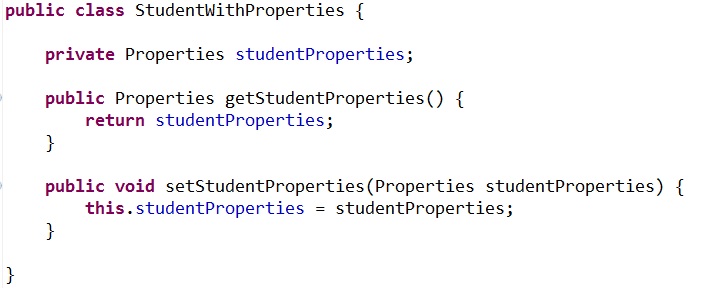 public class StudentWithProperties {
private Properties studentProperties;
public Properties getStudentProperties() {
return studentProperties;
}
public void setStudentProperties(Properties studentProperties) {
this.studentProperties = studentProperties;
}
}